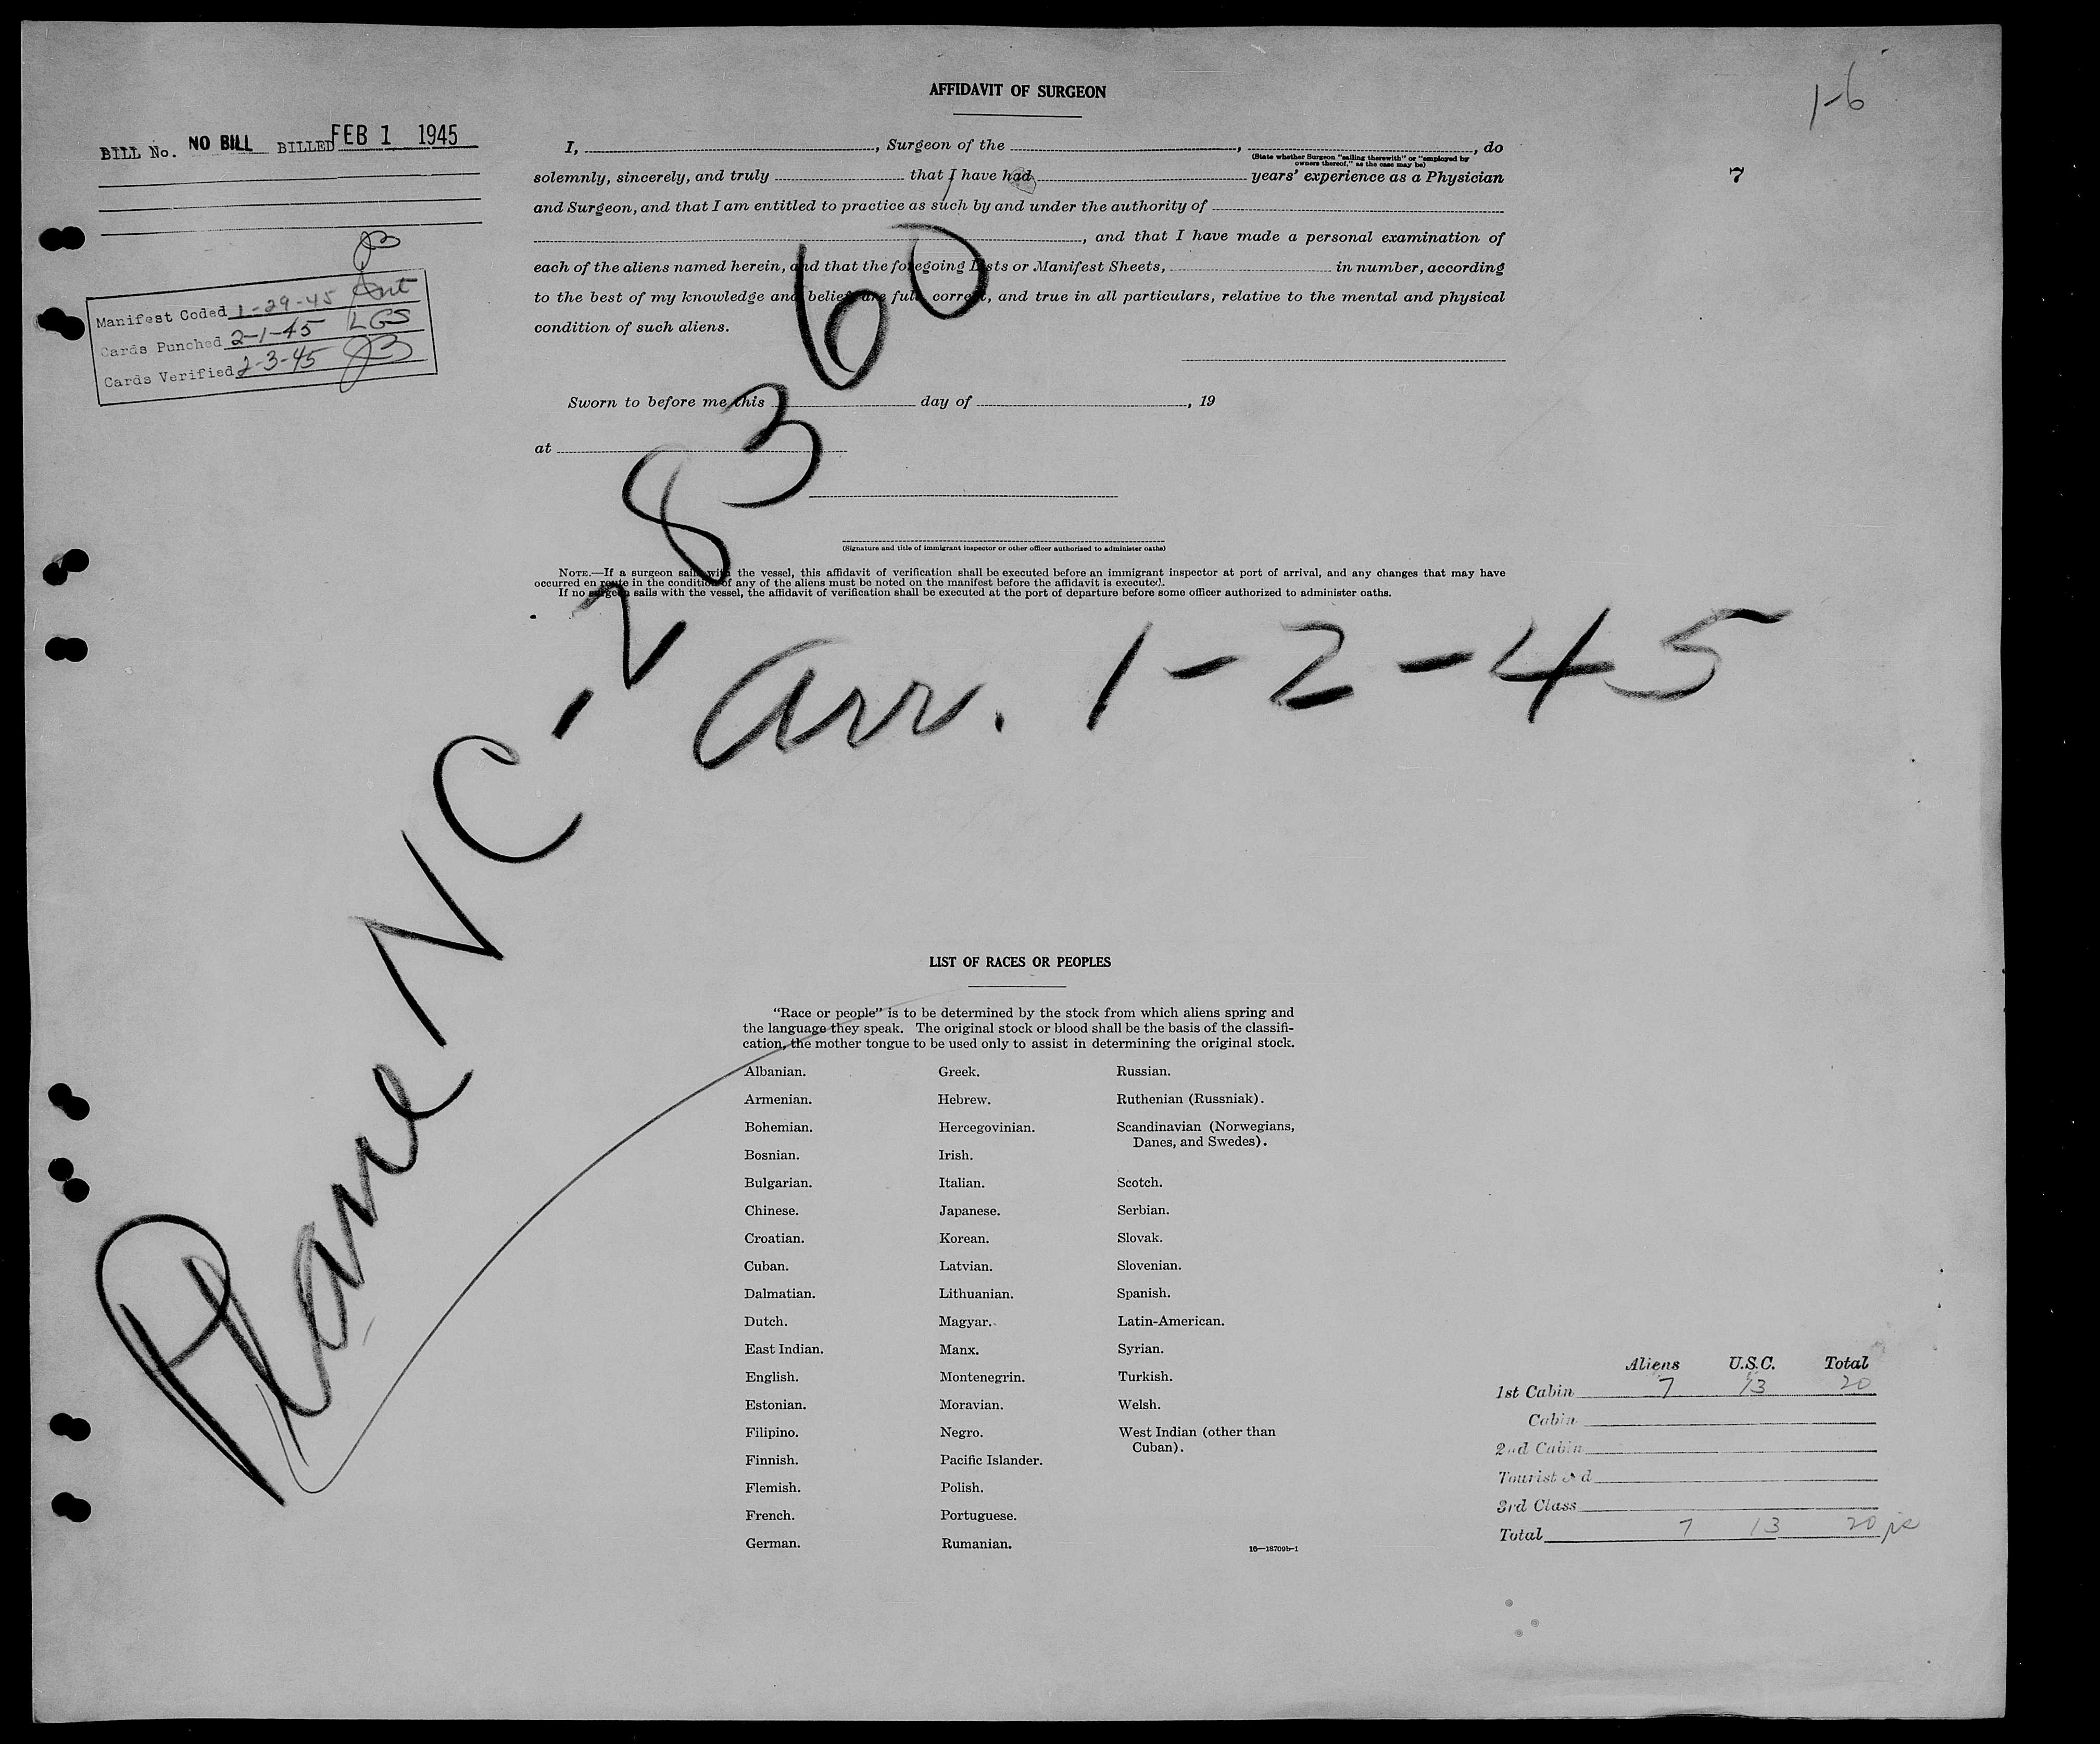 AFFIDAVIT OF SURGEON
1-6
BILL No. NO BILL BILLED FEB 1 1945
I, , Surgeon of the , , do
(State whether Surgeon "sailing therewith" or "employed by
owners thereof," as the case may be)
solemnly, sincerely, and truly that I have had years' experience as a Physician
7
and Surgeon, and that I am entitled to practice as such by and under the authority of
, and that I have made a personal examination of
each of the aliens named herein, and that the foregoing Lists or Manifest Sheets, in number, according
to the best of my knowledge and belief, are full, correct, and true in all particulars, relative to the mental and physical
condition of such aliens.
Manifest Coded 1-29-45
Cards Punched 2-1-45 LGS
Cards Verified 2-3-45 JB
Sworn to before me this day of , 19
at
(Signature and title of immigrant inspector or other officer authorized to administer oaths)
NOTE.—If a surgeon sails with the vessel, this affidavit of verification shall be executed before an immigrant inspector at port of arrival, and any changes that may have
occurred en route in the condition of any of the aliens must be noted on the manifest before the affidavit is executed.
If no surgeon sails with the vessel, the affidavit of verification shall be executed at the port of departure before some officer authorized to administer oaths.
Plane NC-28360
arr. 1-2-45
LIST OF RACES OR PEOPLES
"Race or people" is to be determined by the stock from which aliens spring and
the language they speak. The original stock or blood shall be the basis of the classifi-
cation, the mother tongue to be used only to assist in determining the original stock.
Albanian. Greek. Russian.
Armenian. Hebrew. Ruthenian (Russniak).
Bohemian. Hercegovinian. Scandinavian (Norwegians,
Danes, and Swedes).
Bosnian. Irish.
Bulgarian. Italian. Scotch.
Chinese. Japanese. Serbian.
Croatian. Korean. Slovak.
Cuban. Latvian. Slovenian.
Dalmatian. Lithuanian. Spanish.
Dutch. Magyar. Latin-American.
East Indian. Manx. Syrian.
English. Montenegrin. Turkish.
Estonian. Moravian. Welsh.
Filipino. Negro. West Indian (other than
Cuban).
Finnish. Pacific Islander.
Flemish. Polish.
French. Portuguese.
German. Rumanian.
16—18709b-1
Aliens U.S.C. Total
1st Cabin 7 13 20
Cabin
2nd Cabin
Tourist
3rd Class
Total 7 13 20